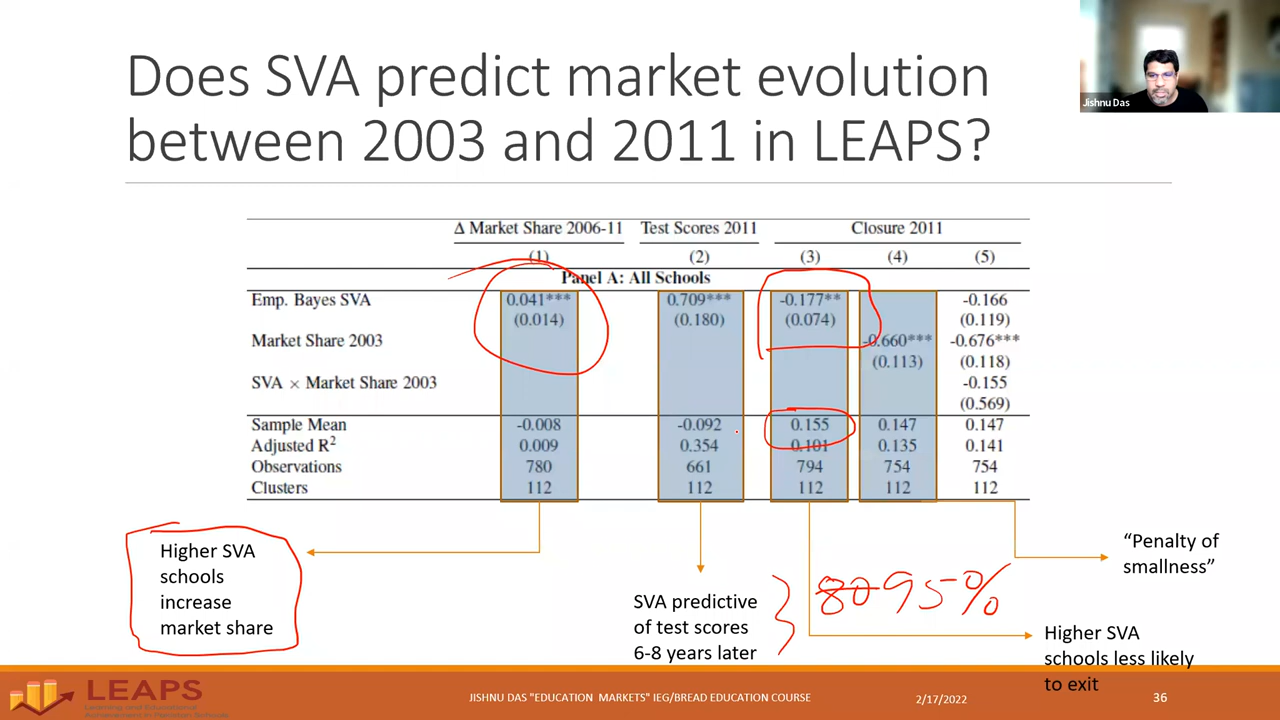 Does SVA predict market evolution
between 2003 and 2011 in LEAPS?
Jishnu Das
Δ Market Share 2006-11 Test Scores 2011 Closure 2011
(1) (2) (3) (4) (5)
Panel A: All Schools
Emp. Bayes SVA 0.041*** 0.709*** -0.177** -0.166
(0.014) (0.180) (0.074) (0.119)
Market Share 2003 -0.660*** -0.676***
(0.113) (0.118)
SVA × Market Share 2003 -0.155
(0.569)
Sample Mean -0.008 -0.092 0.155 0.147 0.147
Adjusted R² 0.009 0.354 0.101 0.135 0.141
Observations 780 661 794 754 754
Clusters 112 112 112 112 112
Higher SVA
schools
increase
market share
SVA predictive
of test scores
6-8 years later
80 95%
"Penalty of
smallness"
Higher SVA
schools less likely
to exit
LEAPS
JISHNU DAS "EDUCATION MARKETS" IEG/BREAD EDUCATION COURSE
2/17/2022
36